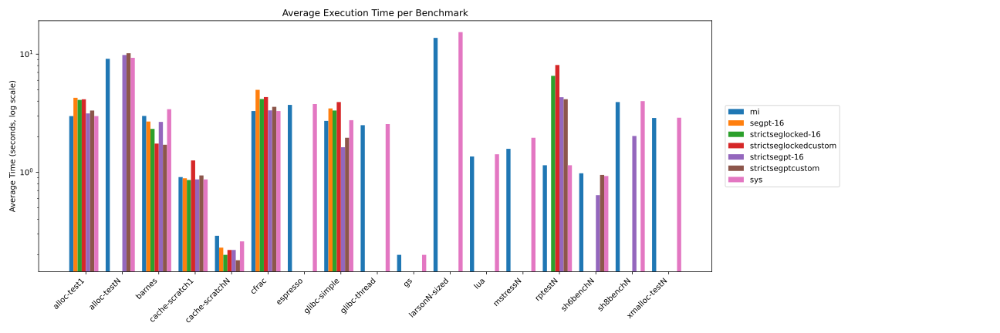 Average Execution Time per Benchmark
Average Time (seconds, log scale)
10¹
10⁰
alloc-test1
alloc-testN
barnes
cache-scratch1
cache-scratchN
cfrac
espresso
glibc-simple
glibc-thread
gs
larsonN-sized
lua
mstressN
rptestN
sh6benchN
sh8benchN
xmalloc-testN
mi
segpt-16
strictseglocked-16
strictseglockedcustom
strictsegpt-16
strictsegptcustom
sys